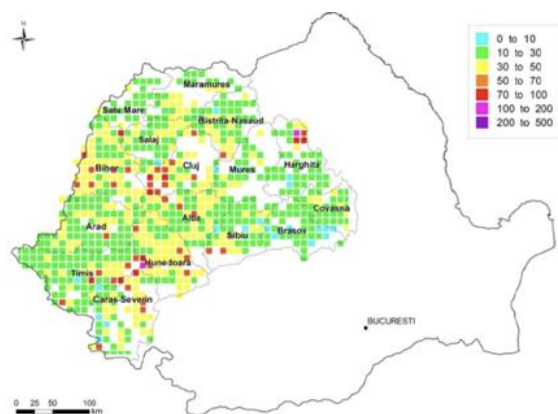 N
0 to 10
10 to 30
30 to 50
50 to 70
70 to 100
100 to 200
200 to 500
Maramures
Satu Mare
Bistrita-Nasaud
Salaj
Bihor
Cluj
Mures
Harghita
Alba
Covasna
Arad
Sibiu
Brasov
Hunedoara
Timis
Caras-Severin
BUCURESTI
0 25 50 100
km